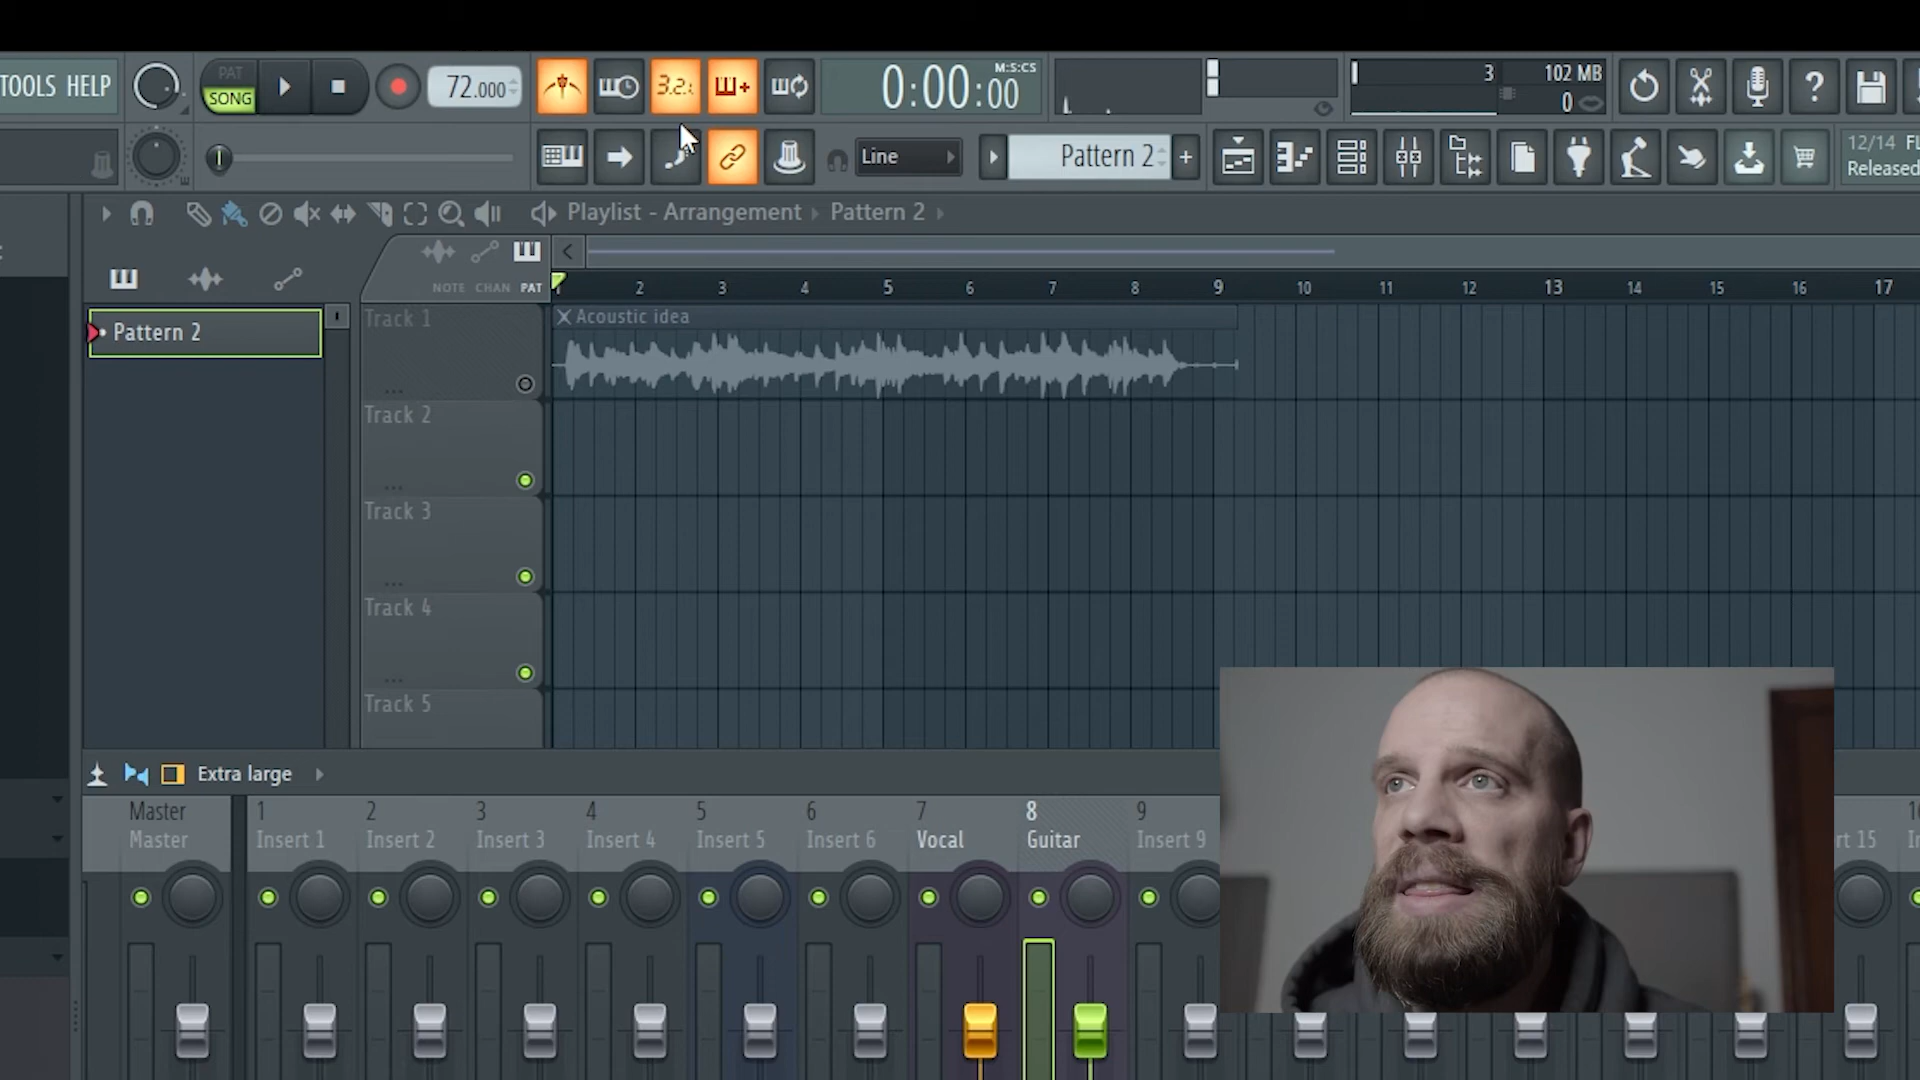 TOOLS HELP
PAT
SONG
72.000
3.2.
0:00:00
M:S:CS
3
102 MB
0
Line
Pattern 2
+
12/14
Released
Playlist - Arrangement › Pattern 2 ›
NOTE CHAN PAT
1 2 3 4 5 6 7 8 9 10 11 12 13 14 15 16 17
Pattern 2
Track 1
Acoustic idea
...
Track 2
...
Track 3
...
Track 4
...
Track 5
Extra large
Master 1 2 3 4 5 6 7 8 9
Master Insert 1 Insert 2 Insert 3 Insert 4 Insert 5 Insert 6 Vocal Guitar Insert 9 rt 15